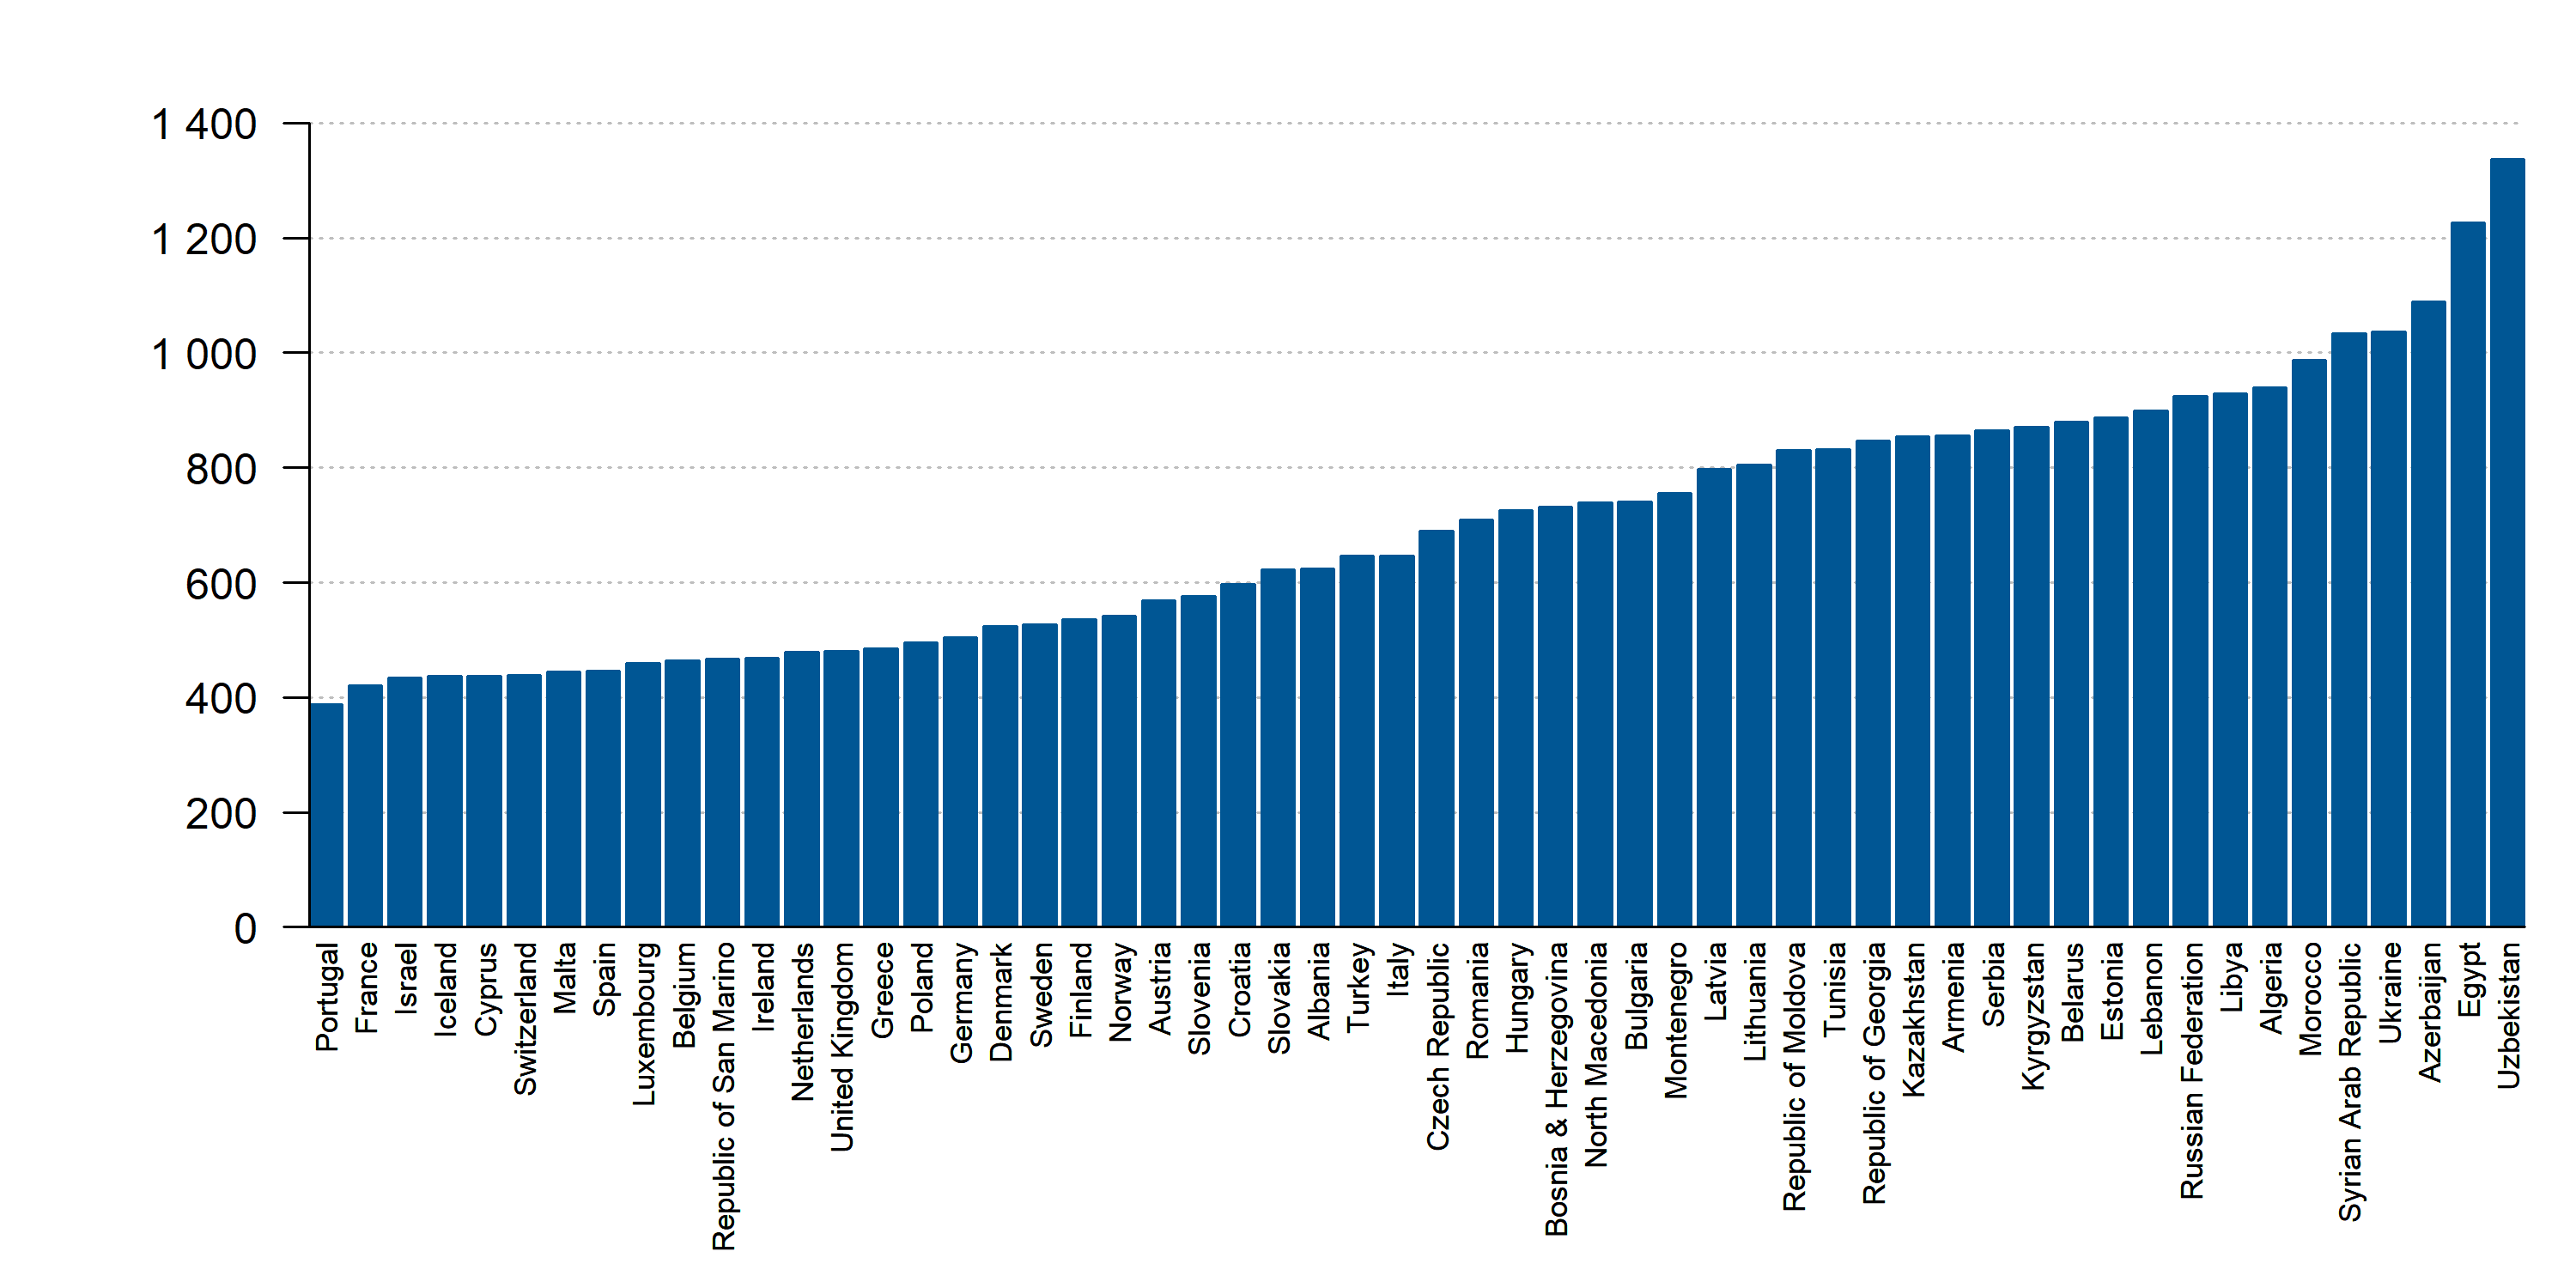 1 400
1 200
1 000
800
600
400
200
0
Portugal
France
Israel
Iceland
Cyprus
Switzerland
Malta
Spain
Luxembourg
Belgium
Republic of San Marino
Ireland
Netherlands
United Kingdom
Greece
Poland
Germany
Denmark
Sweden
Finland
Norway
Austria
Slovenia
Croatia
Slovakia
Albania
Turkey
Italy
Czech Republic
Romania
Hungary
Bosnia & Herzegovina
North Macedonia
Bulgaria
Montenegro
Latvia
Lithuania
Republic of Moldova
Tunisia
Republic of Georgia
Kazakhstan
Armenia
Serbia
Kyrgyzstan
Belarus
Estonia
Lebanon
Russian Federation
Libya
Algeria
Morocco
Syrian Arab Republic
Ukraine
Azerbaijan
Egypt
Uzbekistan